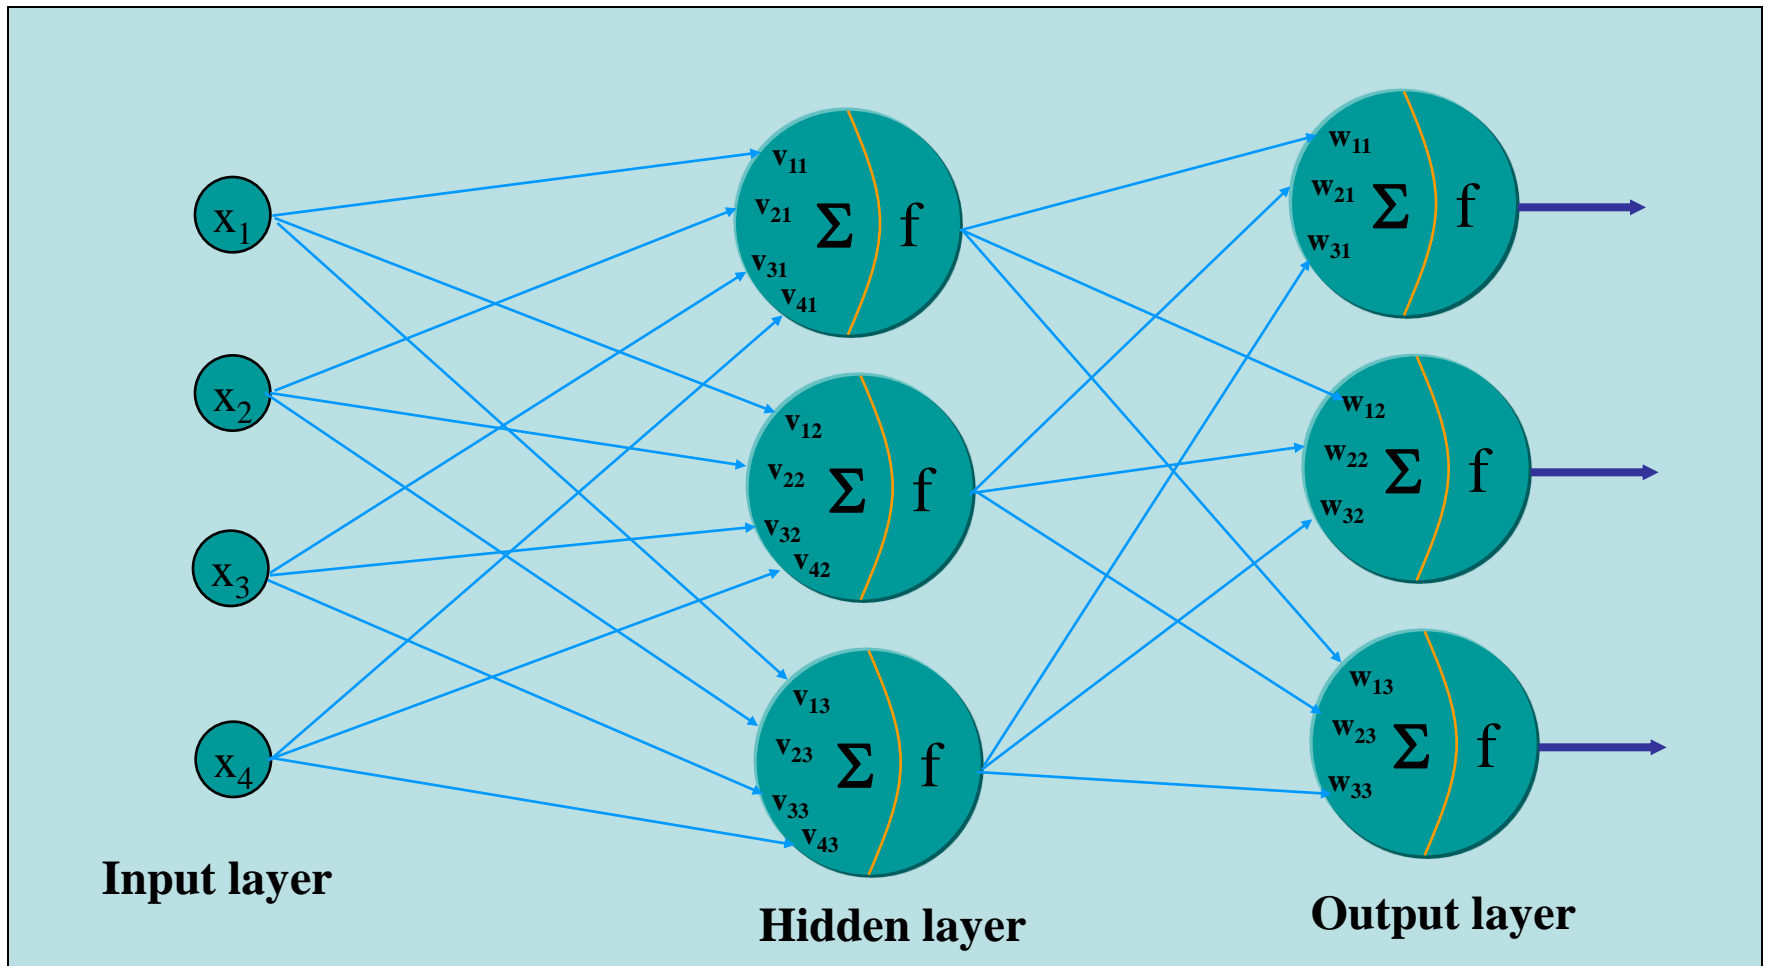 x₁
x₂
x₃
x₄
Input layer
v₁₁
v₂₁
v₃₁
v₄₁
Σ f
v₁₂
v₂₂
v₃₂
v₄₂
Σ f
v₁₃
v₂₃
v₃₃
v₄₃
Σ f
Hidden layer
w₁₁
w₂₁
w₃₁
Σ f
w₁₂
w₂₂
w₃₂
Σ f
w₁₃
w₂₃
w₃₃
Σ f
Output layer